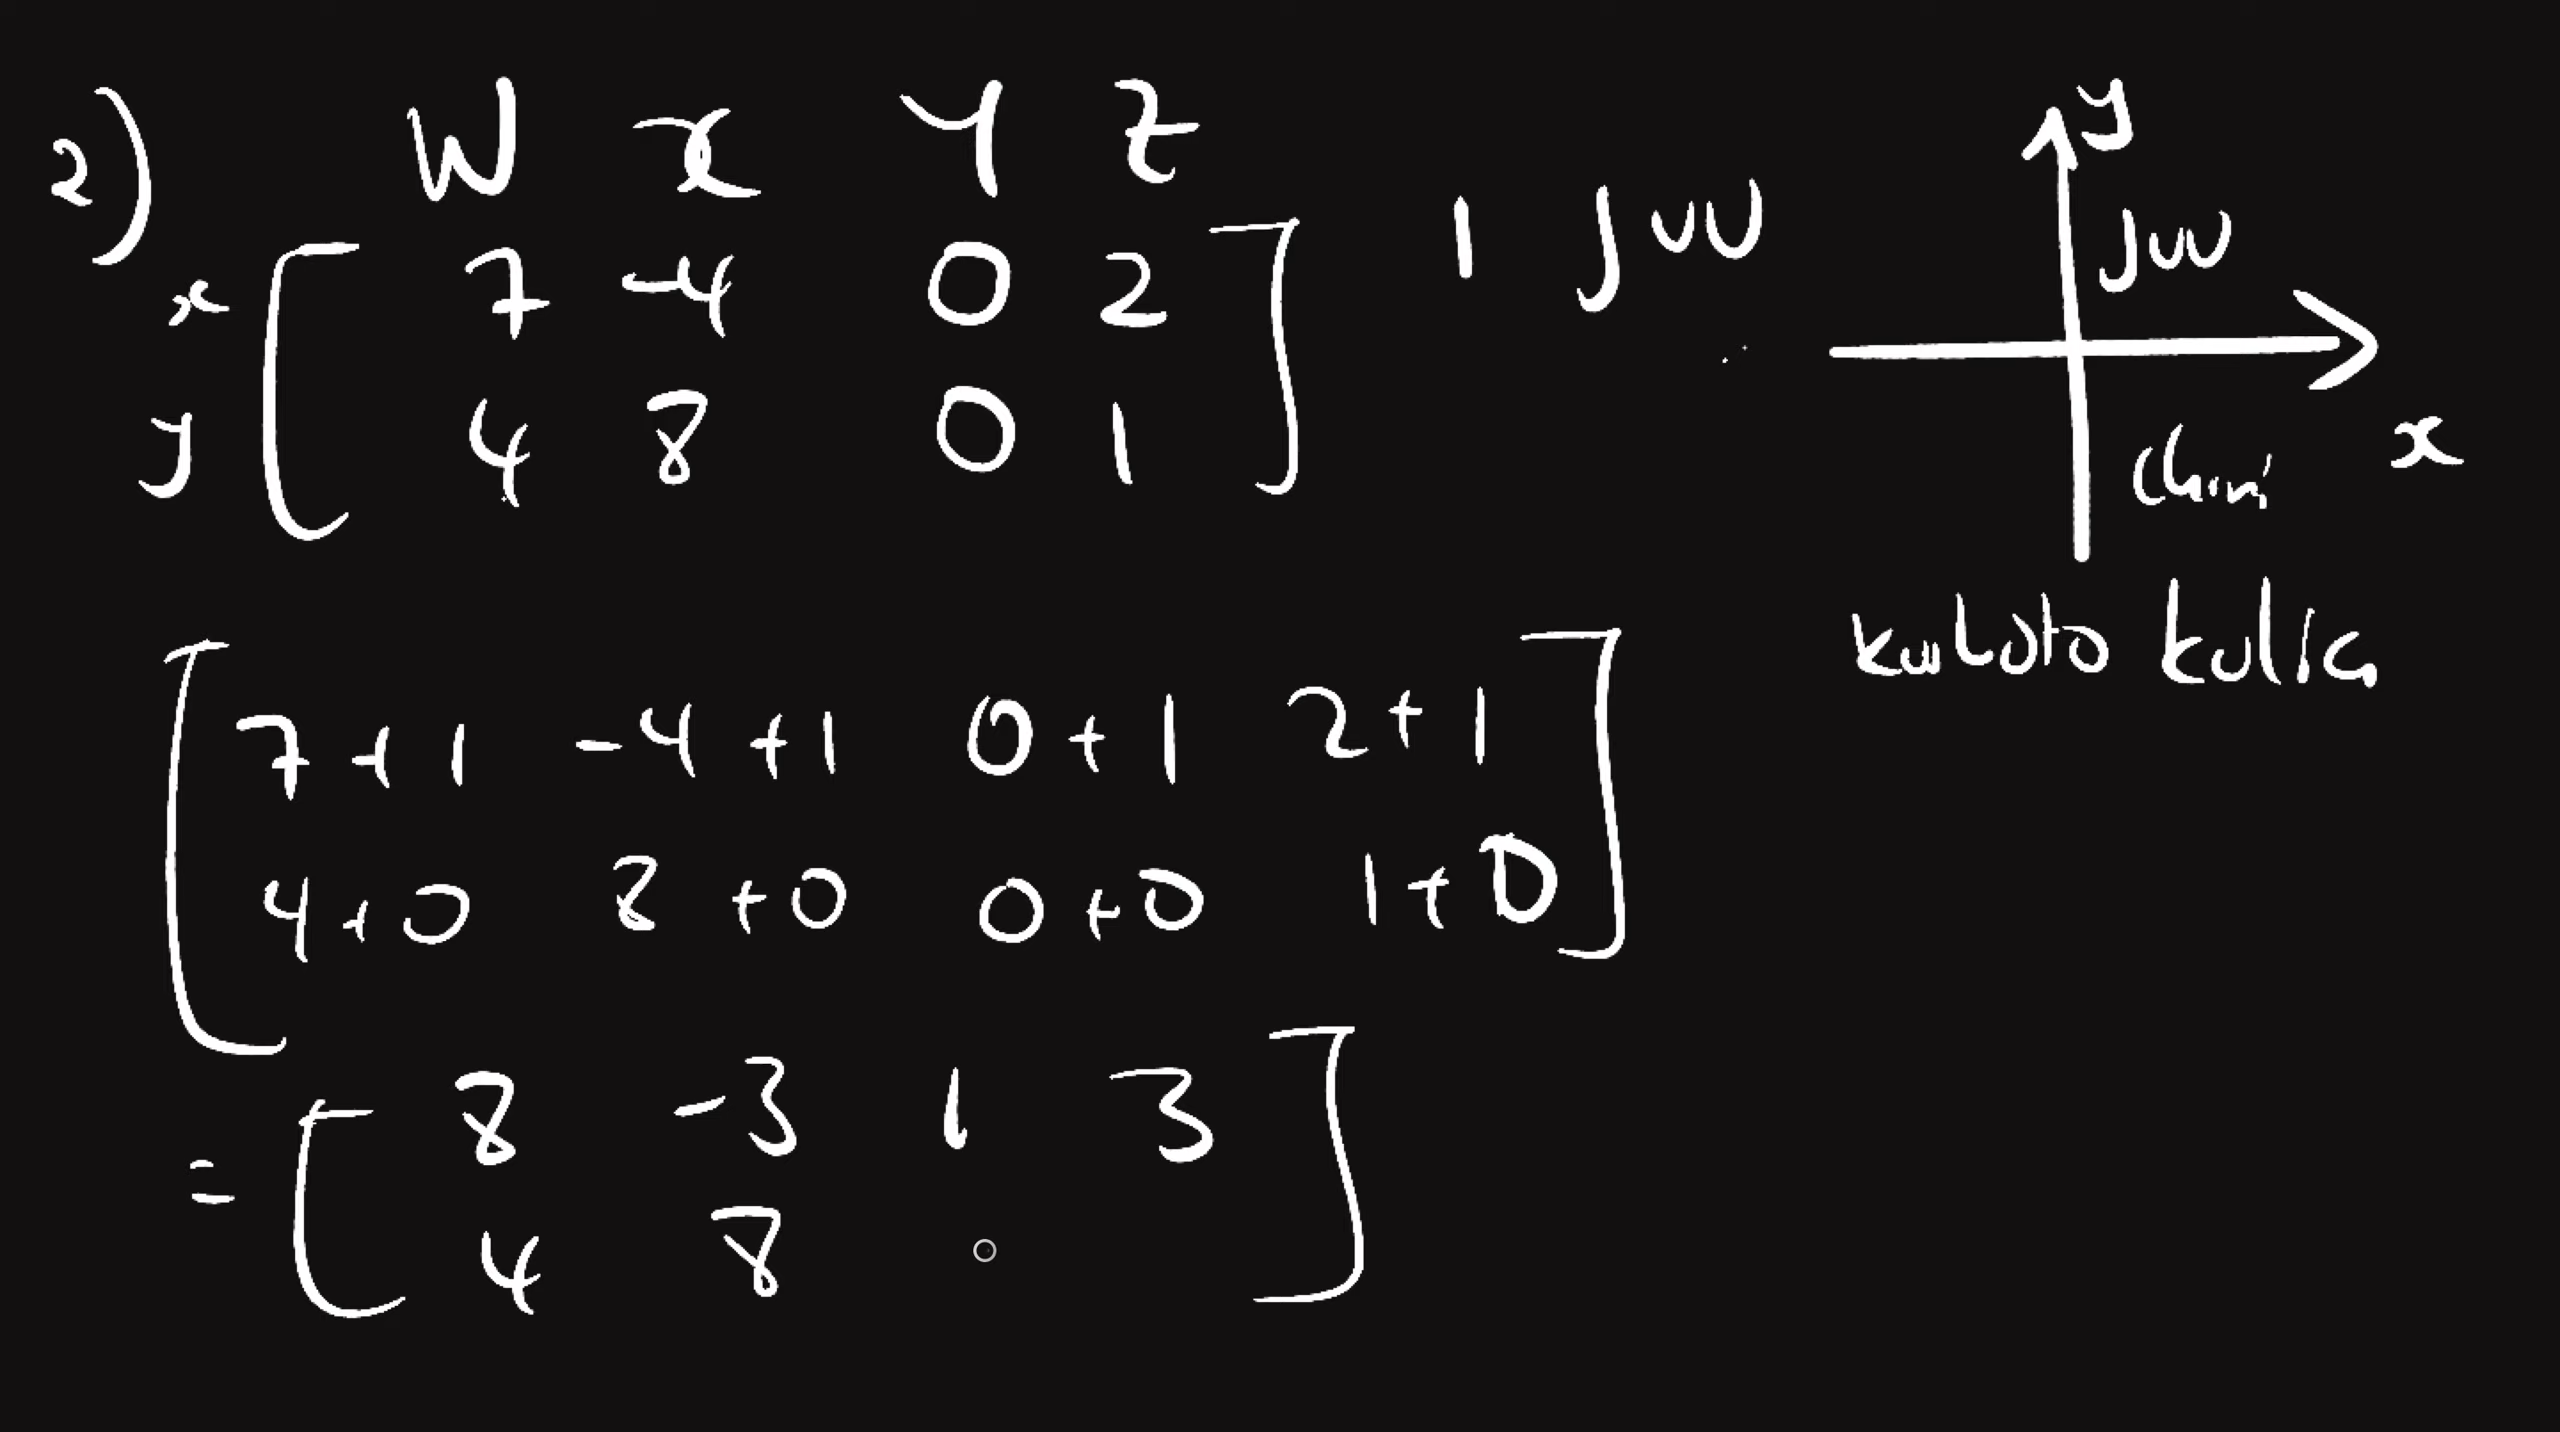 2) W x Y Z
x [ 7 -4 0 2 ] 1 juu
y [ 4 8 0 1 ]
y
juu
chini
x
kushoto kulia
[ 7+1 -4+1 0+1 2+1 ]
[ 4+0 8+0 0+0 1+0 ]
= [ 8 -3 1 3 ]
[ 4 8 ]